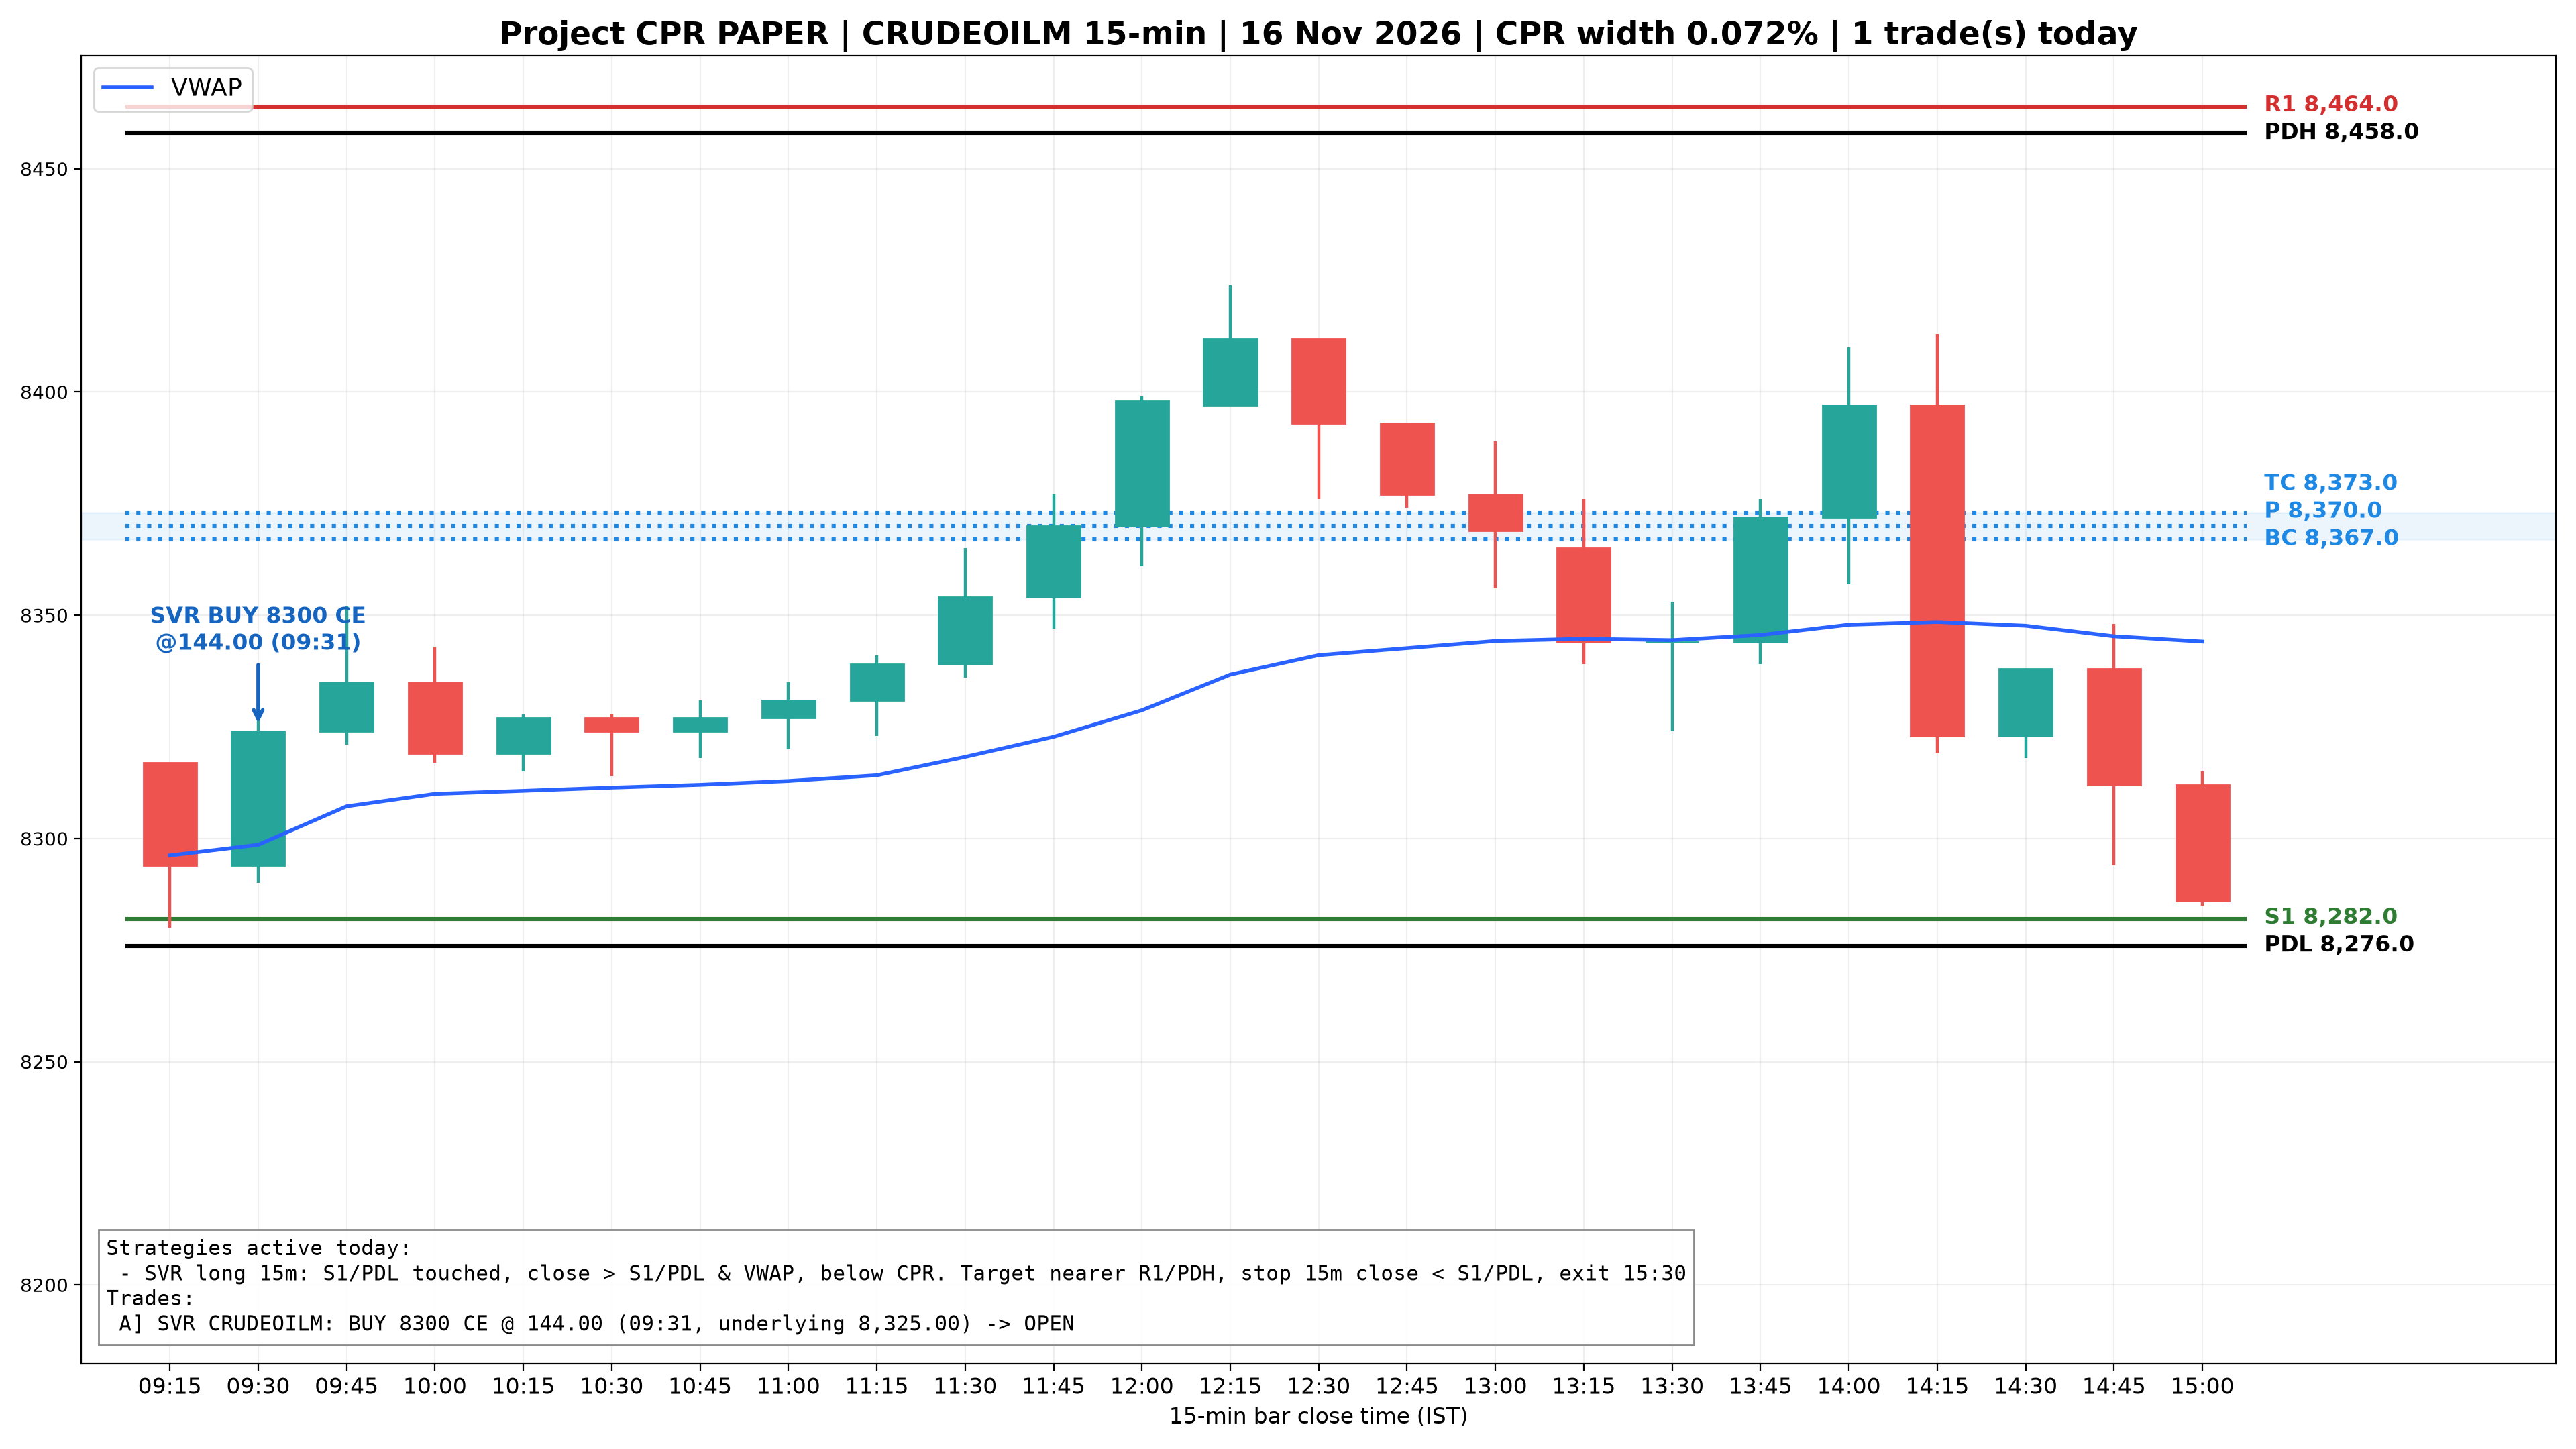 Project CPR PAPER | CRUDEOILM 15-min | 16 Nov 2026 | CPR width 0.072% | 1 trade(s) today
VWAP
R1 8,464.0
PDH 8,458.0
8450
8400
TC 8,373.0
P 8,370.0
BC 8,367.0
8350
SVR BUY 8300 CE
@144.00 (09:31)
8300
S1 8,282.0
PDL 8,276.0
8250
8200
Strategies active today:
- SVR long 15m: S1/PDL touched, close > S1/PDL & VWAP, below CPR. Target nearer R1/PDH, stop 15m close < S1/PDL, exit 15:30
Trades:
A] SVR CRUDEOILM: BUY 8300 CE @ 144.00 (09:31, underlying 8,325.00) -> OPEN
09:15 09:30 09:45 10:00 10:15 10:30 10:45 11:00 11:15 11:30 11:45 12:00 12:15 12:30 12:45 13:00 13:15 13:30 13:45 14:00 14:15 14:30 14:45 15:00
15-min bar close time (IST)